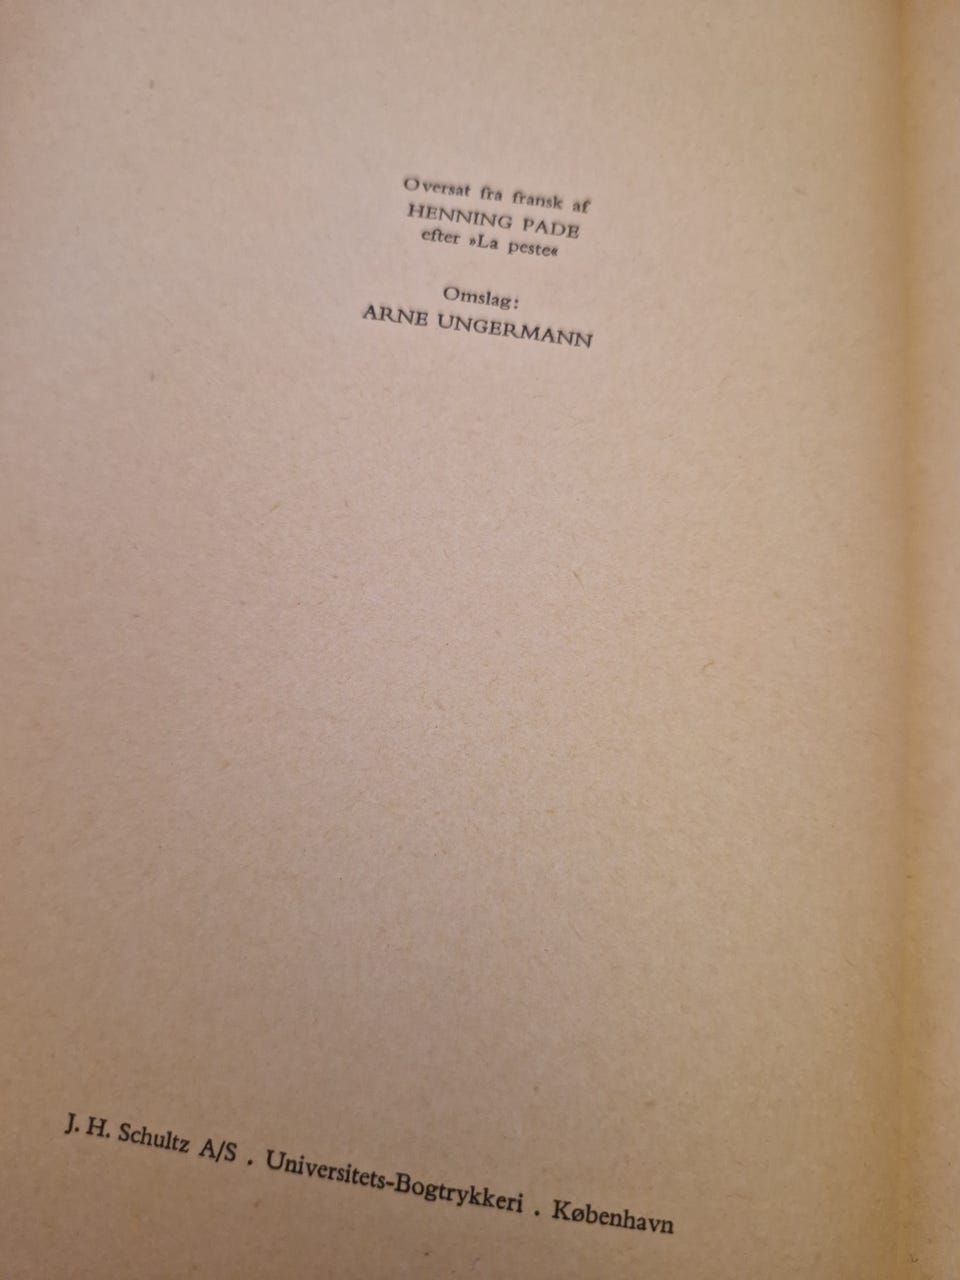 Oversat fra fransk af
HENNING PADE
efter »La peste«
Omslag:
ARNE UNGERMANN
J. H. Schultz A/S . Universitets-Bogtrykkeri . København